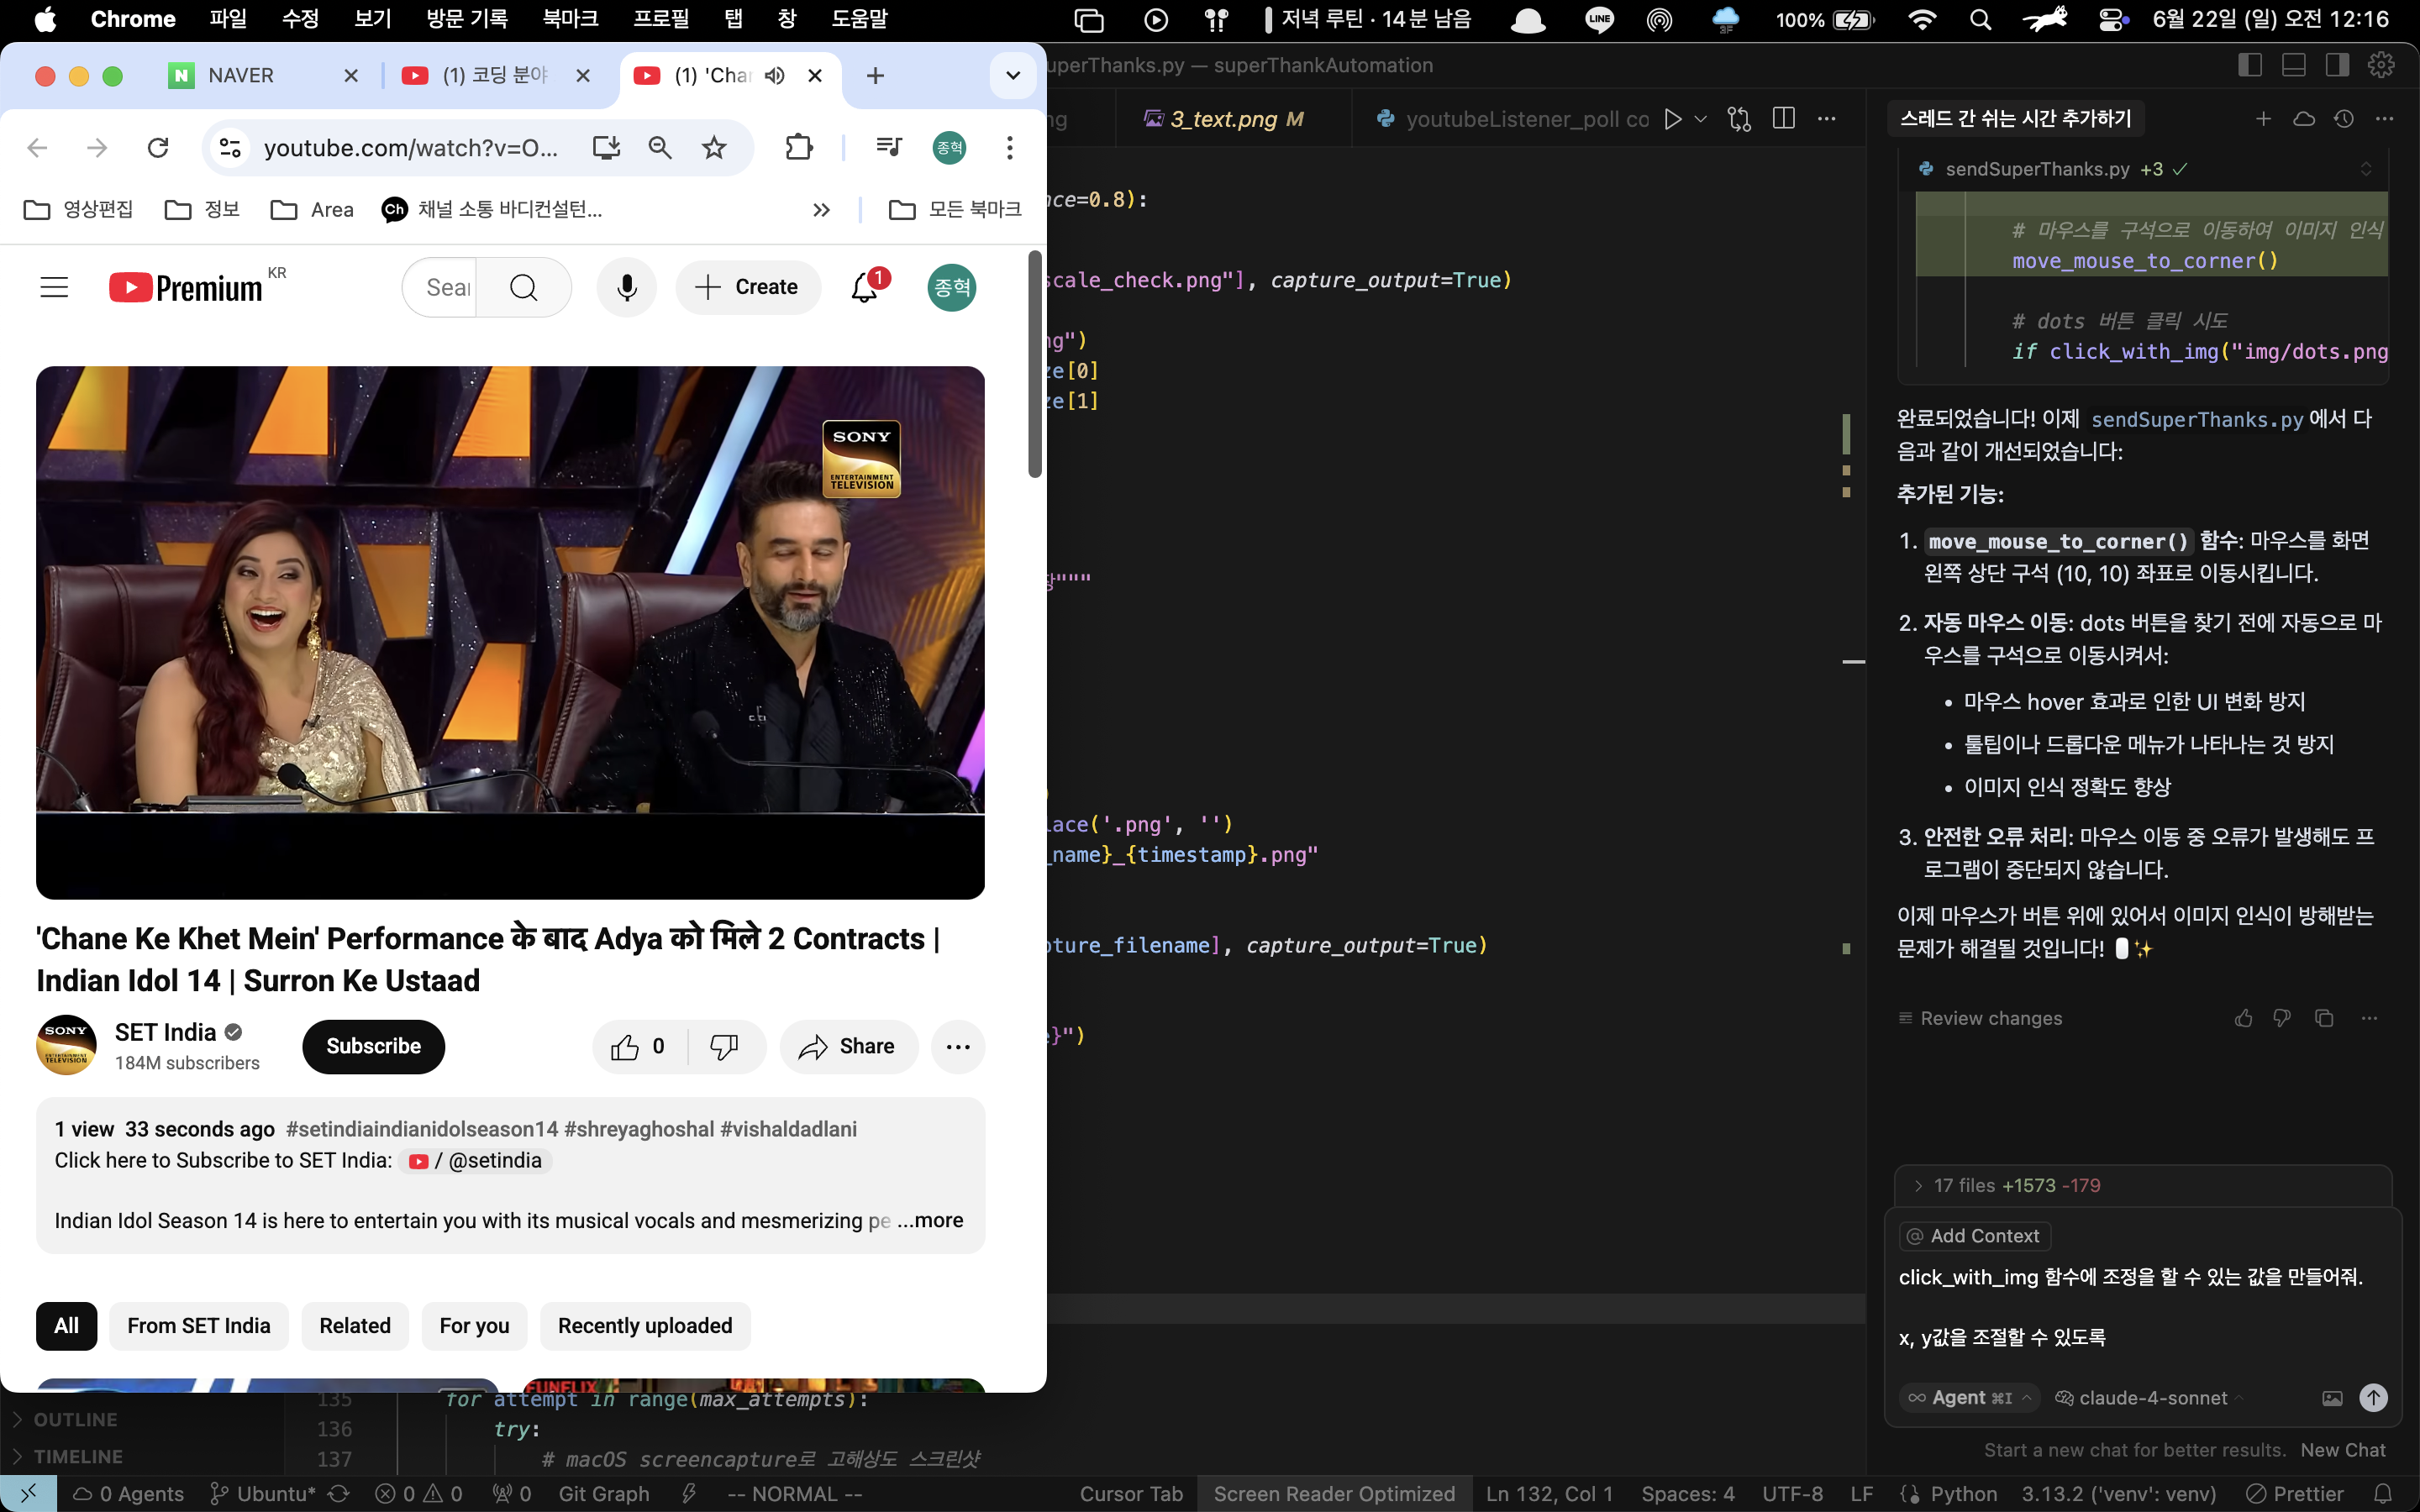 Chrome 파일 수정 보기 방문 기록 북마크 프로필 탭 창 도움말
저녁 루틴 · 14분 남음 LINE 3F 100% 6월 22일 (일) 오전 12:16
NAVER
(1) 코딩 분야
(1) 'Char
youtube.com/watch?v=O...
종혁
영상편집 정보 Area Ch 채널 소통 바디컨설턴... 모든 북마크
Premium KR
Sear
Create
1
종혁
SONY
ENTERTAINMENT
TELEVISION
'Chane Ke Khet Mein' Performance के बाद Adya को मिले 2 Contracts |
Indian Idol 14 | Surron Ke Ustaad
SONY
SET India
184M subscribers
Subscribe
0
Share
1 view 33 seconds ago #setindiaindianidolseason14 #shreyaghoshal #vishaldadlani
Click here to Subscribe to SET India: / @setindia
Indian Idol Season 14 is here to entertain you with its musical vocals and mesmerizing pe ...more
All From SET India Related For you Recently uploaded
FUNFLIX
uperThanks.py — superThankAutomation
ng 3_text.png M youtubeListener_poll co
nce=0.8):
scale_check.png"], capture_output=True)
ng")
ze[0]
ze[1]
"""
)
lace('.png', '')
_name}_{timestamp}.png"
pture_filename], capture_output=True)
}")
135 for attempt in range(max_attempts):
136 try:
137 # macOS screencapture로 고해상도 스크린샷
OUTLINE
TIMELINE
스레드 간 쉬는 시간 추가하기
sendSuperThanks.py +3
# 마우스를 구석으로 이동하여 이미지 인식
move_mouse_to_corner()
# dots 버튼 클릭 시도
if click_with_img("img/dots.png
완료되었습니다! 이제 sendSuperThanks.py 에서 다
음과 같이 개선되었습니다:
추가된 기능:
1. move_mouse_to_corner() 함수: 마우스를 화면
왼쪽 상단 구석 (10, 10) 좌표로 이동시킵니다.
2. 자동 마우스 이동: dots 버튼을 찾기 전에 자동으로 마
우스를 구석으로 이동시켜서:
• 마우스 hover 효과로 인한 UI 변화 방지
• 툴팁이나 드롭다운 메뉴가 나타나는 것 방지
• 이미지 인식 정확도 향상
3. 안전한 오류 처리: 마우스 이동 중 오류가 발생해도 프
로그램이 중단되지 않습니다.
이제 마우스가 버튼 위에 있어서 이미지 인식이 방해받는
문제가 해결될 것입니다! 🖱️✨
Review changes
17 files +1573 -179
@ Add Context
click_with_img 함수에 조정을 할 수 있는 값을 만들어줘.
x, y값을 조절할 수 있도록
∞ Agent ⌘I claude-4-sonnet
Start a new chat for better results. New Chat
0 Agents Ubuntu* 0 0 0 Git Graph -- NORMAL -- Cursor Tab Screen Reader Optimized Ln 132, Col 1 Spaces: 4 UTF-8 LF Python 3.13.2 ('venv': venv) Prettier